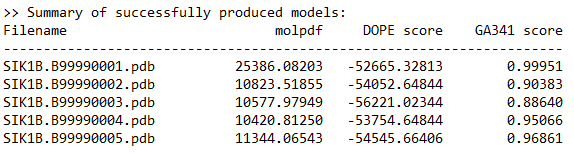 >> Summary of successfully produced models:
Filename molpdf DOPE score GA341 score
----------------------------------------------------------------------
SIK1B.B99990001.pdb 25386.08203 -52665.32813 0.99951
SIK1B.B99990002.pdb 10823.51855 -54052.64844 0.90383
SIK1B.B99990003.pdb 10577.97949 -56221.02344 0.88640
SIK1B.B99990004.pdb 10420.81250 -53754.64844 0.95066
SIK1B.B99990005.pdb 11344.06543 -54545.66406 0.96861